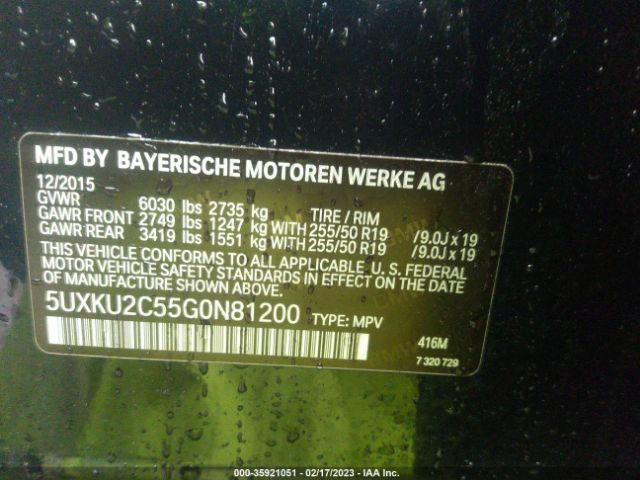 MFD BY BAYERISCHE MOTOREN WERKE AG
12/2015
GVWR 6030 lbs 2735 kg TIRE / RIM
GAWR FRONT 2749 lbs 1247 kg WITH 255/50 R19 /9.0J x 19
GAWR REAR 3419 lbs 1551 kg WITH 255/50 R19 /9.0J x 19
THIS VEHICLE CONFORMS TO ALL APPLICABLE U.S. FEDERAL
MOTOR VEHICLE SAFETY STANDARDS IN EFFECT ON THE DATE
OF MANUFACTURE SHOWN ABOVE.
5UXKU2C55G0N81200 TYPE: MPV
416M
7 320 729
000-35921051 - 02/17/2023 - IAA Inc.